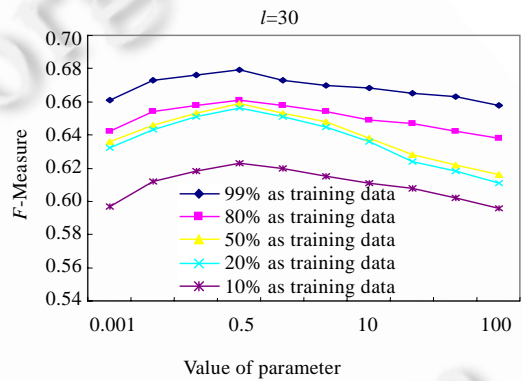 l=30
0.70
0.68
0.66
0.64
0.62
0.60
0.58
0.56
0.54
F-Measure
99% as training data
80% as training data
50% as training data
20% as training data
10% as training data
0.001 0.5 10 100
Value of parameter